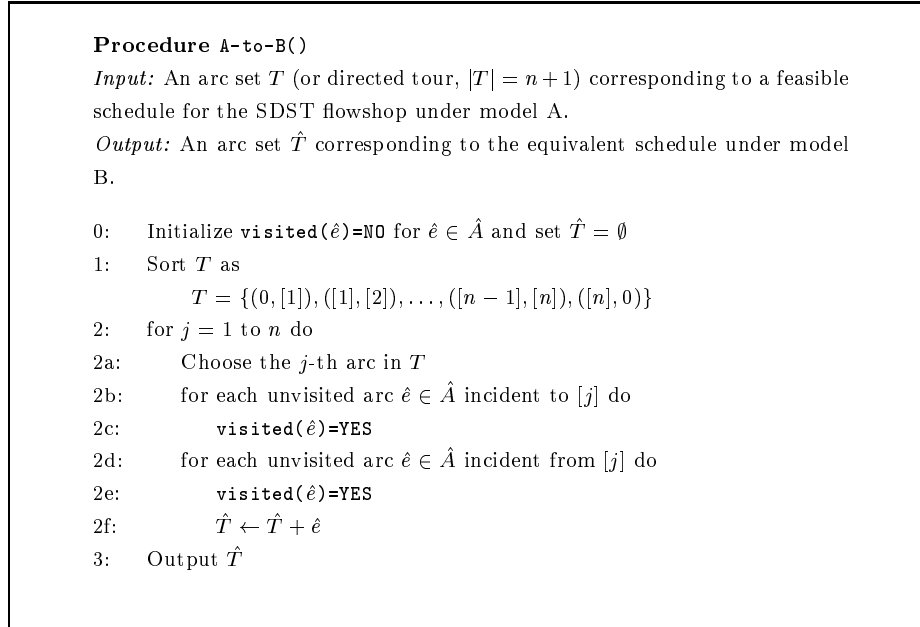 Procedure A-to-B()
Input: An arc set T (or directed tour, |T| = n + 1) corresponding to a feasible
schedule for the SDST flowshop under model A.
Output: An arc set T̂ corresponding to the equivalent schedule under model
B.
0: Initialize visited(ê)=NO for ê ∈ Â and set T̂ = ∅
1: Sort T as
T = {(0, [1]), ([1], [2]), . . . , ([n − 1], [n]), ([n], 0)}
2: for j = 1 to n do
2a: Choose the j-th arc in T
2b: for each unvisited arc ê ∈ Â incident to [j] do
2c: visited(ê)=YES
2d: for each unvisited arc ê ∈ Â incident from [j] do
2e: visited(ê)=YES
2f: T̂ ← T̂ + ê
3: Output T̂